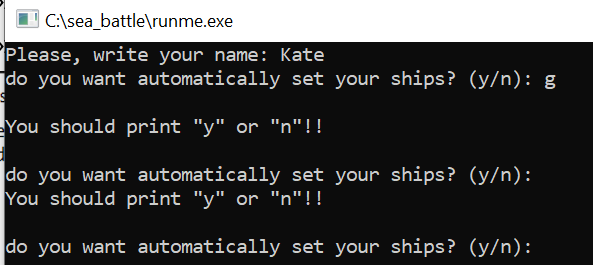 C:\sea_battle\runme.exe
Please, write your name: Kate
do you want automatically set your ships? (y/n): g
You should print "y" or "n"!!
do you want automatically set your ships? (y/n):
You should print "y" or "n"!!
do you want automatically set your ships? (y/n):